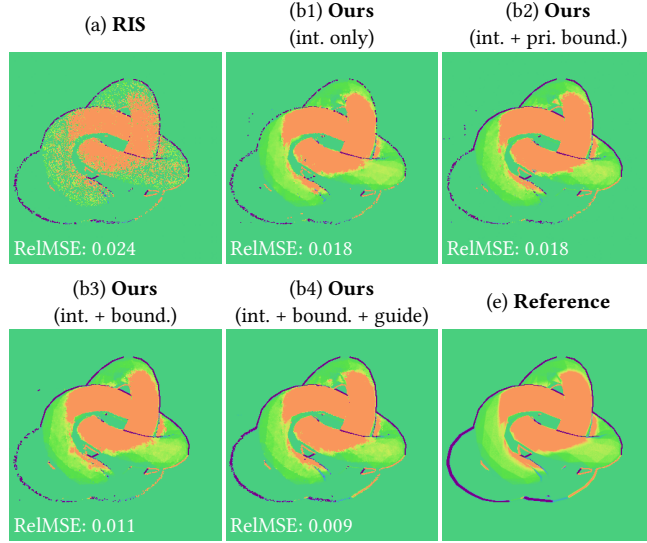 (a) RIS
(b1) Ours
(int. only)
(b2) Ours
(int. + pri. bound.)
RelMSE: 0.024
RelMSE: 0.018
RelMSE: 0.018
(b3) Ours
(int. + bound.)
(b4) Ours
(int. + bound. + guide)
(e) Reference
RelMSE: 0.011
RelMSE: 0.009